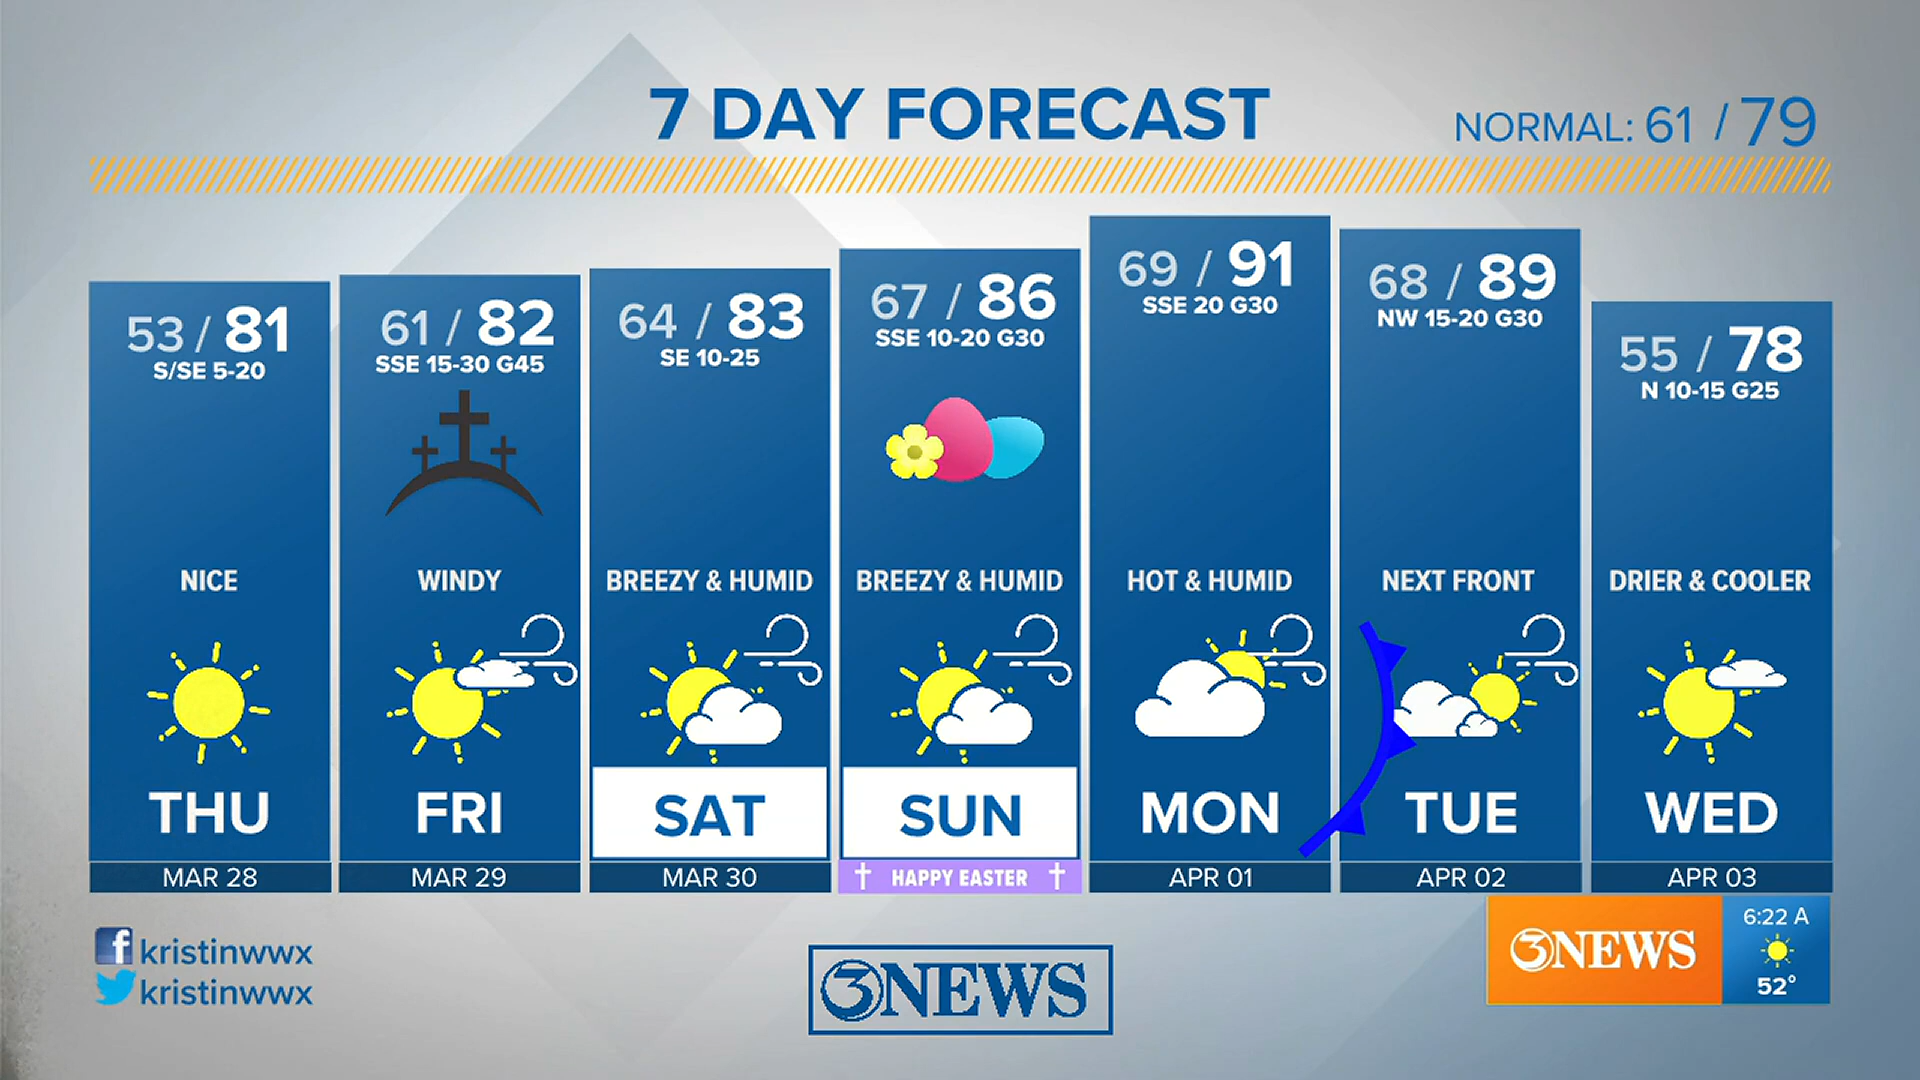 7 DAY FORECAST
NORMAL: 61 / 79
53 / 81
S/SE 5-20
NICE
THU
MAR 28
61 / 82
SSE 15-30 G45
WINDY
FRI
MAR 29
64 / 83
SE 10-25
BREEZY & HUMID
SAT
MAR 30
67 / 86
SSE 10-20 G30
BREEZY & HUMID
SUN
HAPPY EASTER
69 / 91
SSE 20 G30
HOT & HUMID
MON
APR 01
68 / 89
NW 15-20 G30
NEXT FRONT
TUE
APR 02
55 / 78
N 10-15 G25
DRIER & COOLER
WED
APR 03
f kristinwwx
kristinwwx
3NEWS
3NEWS
6:22 A
52°